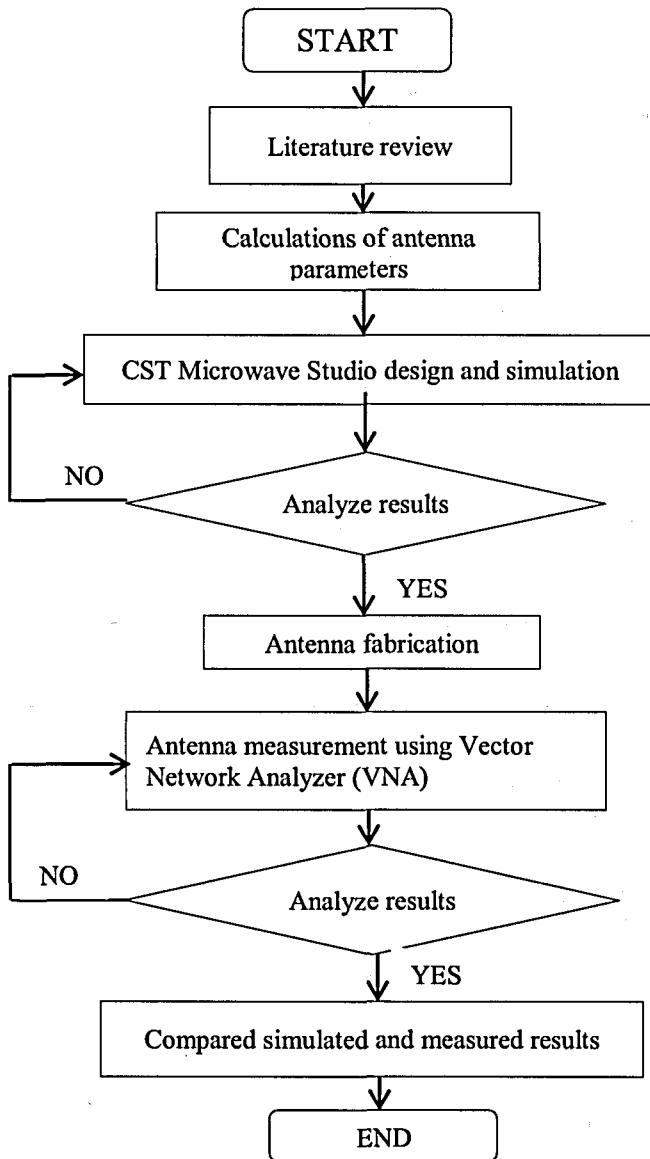 START
Literature review
Calculations of antenna
parameters
CST Microwave Studio design and simulation
NO
Analyze results
YES
Antenna fabrication
Antenna measurement using Vector
Network Analyzer (VNA)
NO
Analyze results
YES
Compared simulated and measured results
END